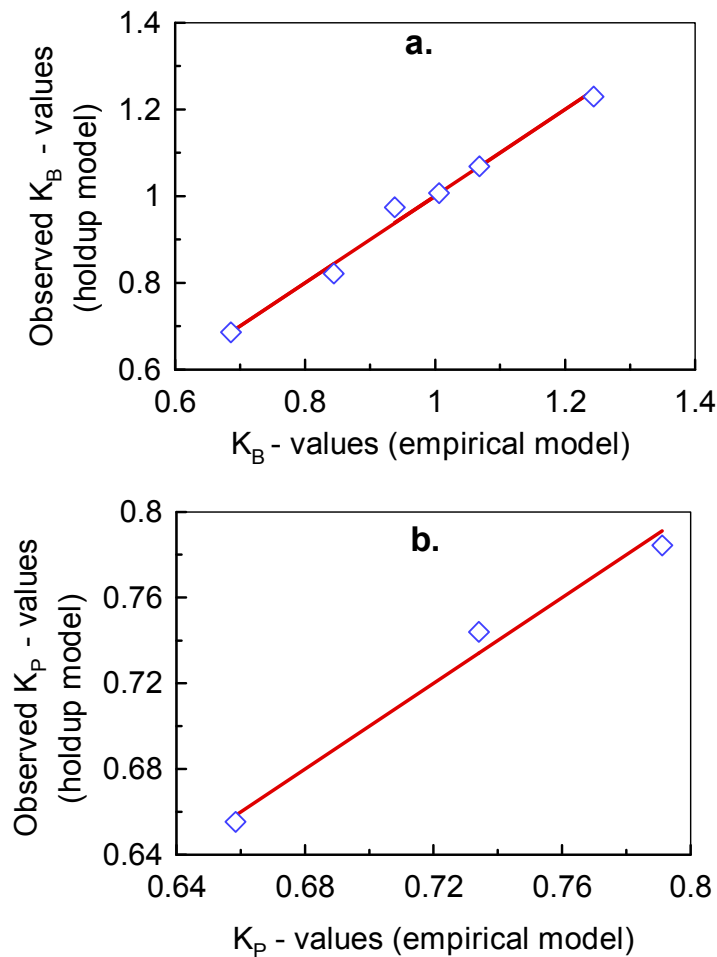 a.
Observed K_B - values
(holdup model)
1.4
1.2
1
0.8
0.6
0.6 0.8 1 1.2 1.4
K_B - values (empirical model)
b.
Observed K_P - values
(holdup model)
0.8
0.76
0.72
0.68
0.64
0.64 0.68 0.72 0.76 0.8
K_P - values (empirical model)